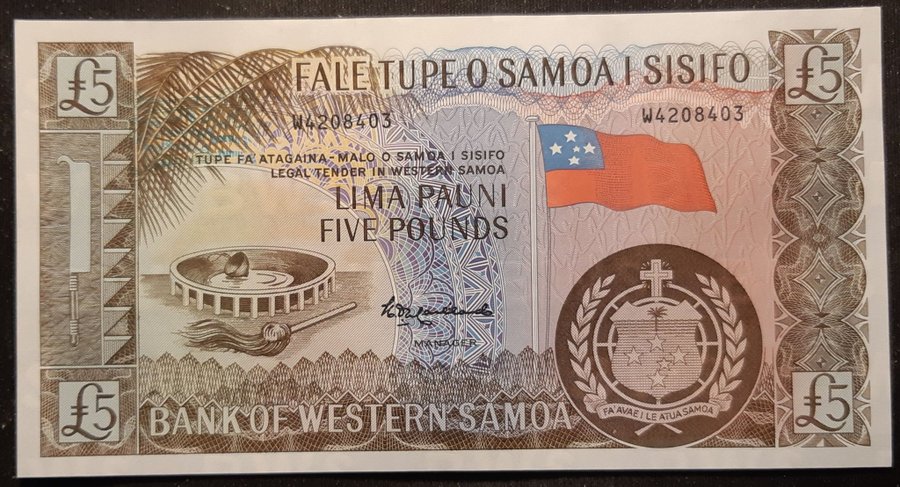 £5
£5
FALE TUPE O SAMOA I SISIFO
W4208403
W4208403
TUPE FA'ATAGAINA-MALO O SAMOA I SISIFO
LEGAL TENDER IN WESTERN SAMOA
LIMA PAUNI
FIVE POUNDS
MANAGER
FA'AVAE I LE ATUA SAMOA
£5
BANK OF WESTERN SAMOA
£5